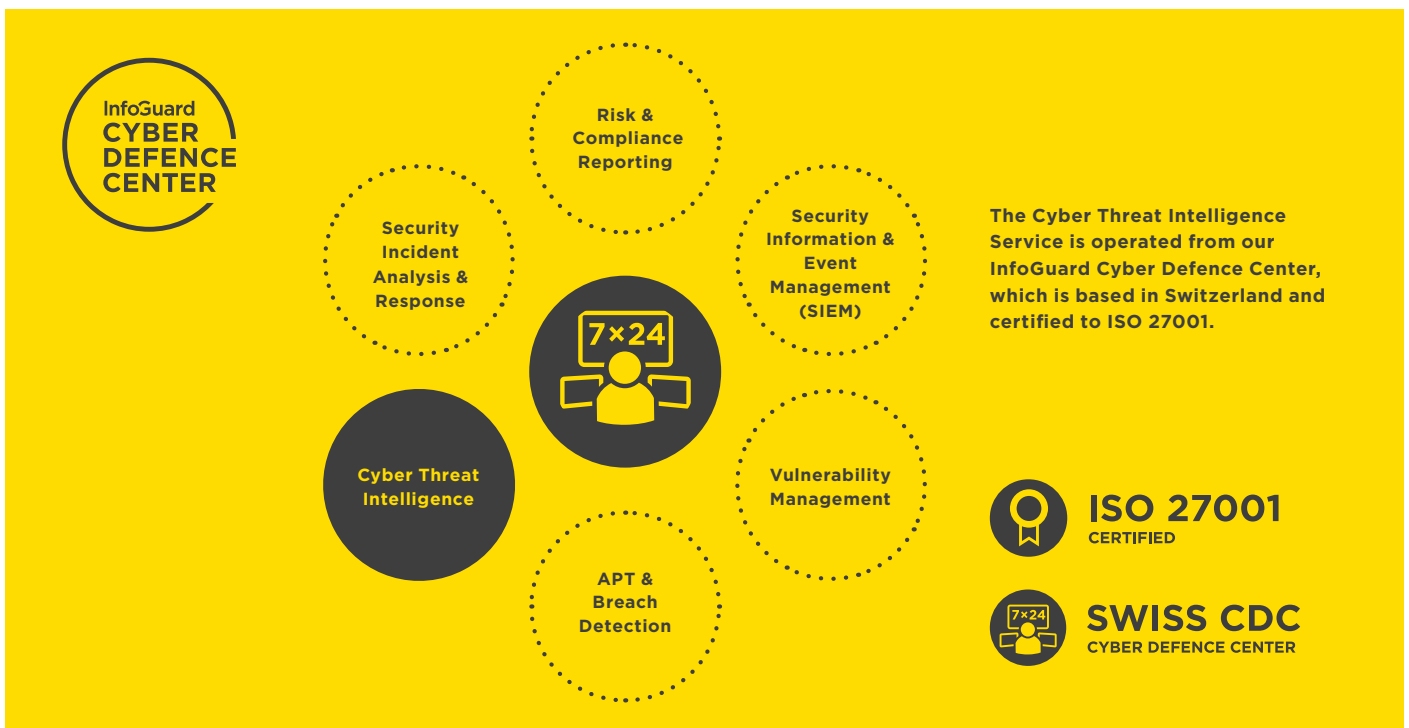 InfoGuard
CYBER
DEFENCE
CENTER
Risk &
Compliance
Reporting
Security
Incident
Analysis &
Response
Security
Information &
Event
Management
(SIEM)
7×24
Cyber Threat
Intelligence
Vulnerability
Management
APT &
Breach
Detection
The Cyber Threat Intelligence
Service is operated from our
InfoGuard Cyber Defence Center,
which is based in Switzerland and
certified to ISO 27001.
ISO 27001
CERTIFIED
7×24
SWISS CDC
CYBER DEFENCE CENTER